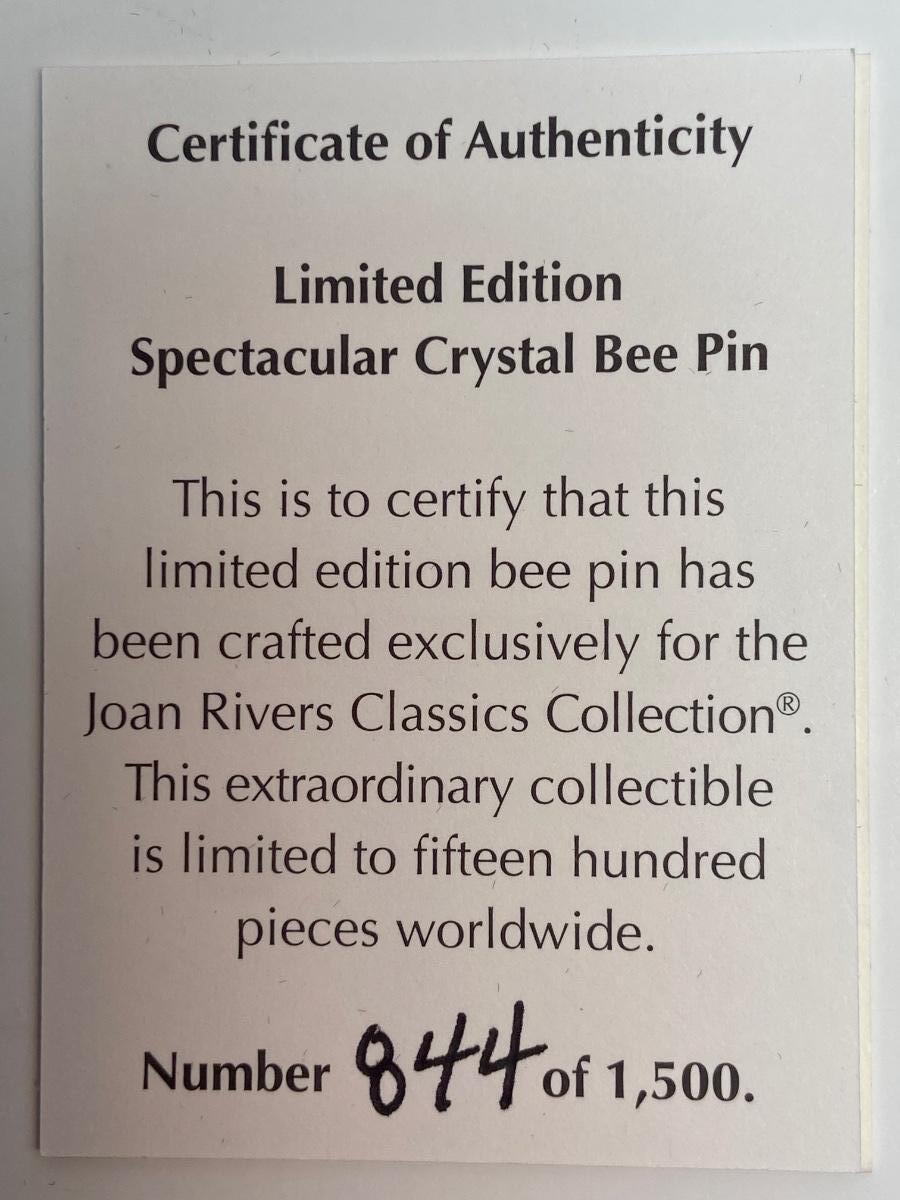 Certificate of Authenticity
Limited Edition
Spectacular Crystal Bee Pin
This is to certify that this
limited edition bee pin has
been crafted exclusively for the
Joan Rivers Classics Collection®.
This extraordinary collectible
is limited to fifteen hundred
pieces worldwide.
Number 844 of 1,500.